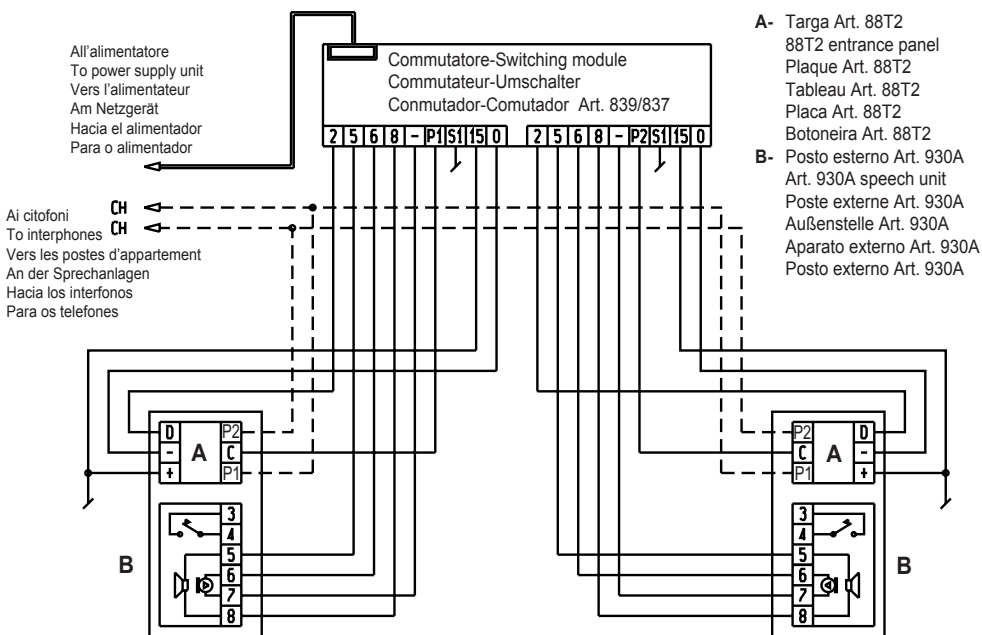 All'alimentatore
To power supply unit
Vers l'alimentateur
Am Netzgerät
Hacia el alimentador
Para o alimentador
Commutatore-Switching module
Commutateur-Umschalter
Conmutador-Comutador Art. 839/837
2 5 6 8 – P1 S1 15 0
2 5 6 8 – P2 S1 15 0
A- Targa Art. 88T2
88T2 entrance panel
Plaque Art. 88T2
Tableau Art. 88T2
Placa Art. 88T2
Botoneira Art. 88T2
B- Posto esterno Art. 930A
Art. 930A speech unit
Poste externe Art. 930A
Außenstelle Art. 930A
Aparato externo Art. 930A
Posto externo Art. 930A
CH
CH
Ai citofoni
To interphones
Vers les postes d'appartement
An der Sprechanlagen
Hacia los interfonos
Para os telefones
D P2
– A C
+ P1
B
3
4
5
6
7
8
P2 D
C A –
P1 +
3
4
5
6
7
8
B